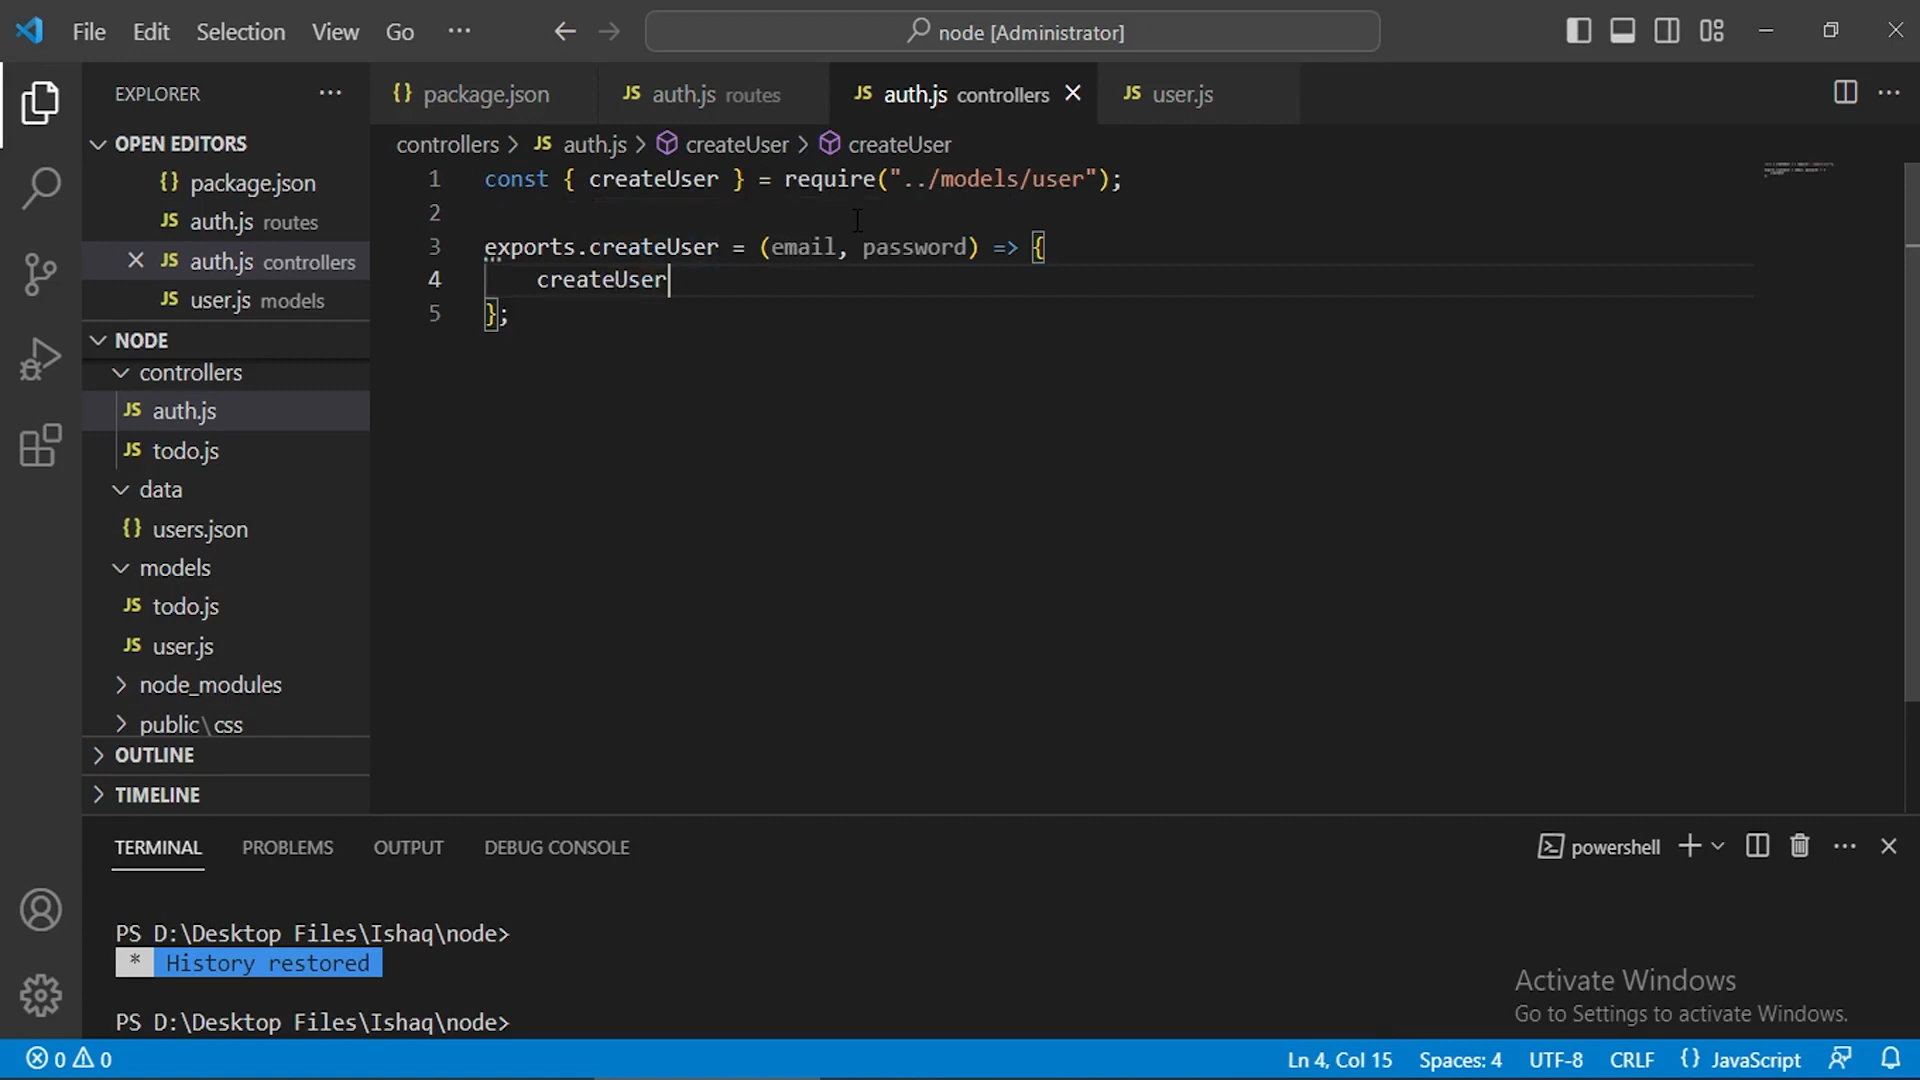 File Edit Selection View Go ··· node [Administrator]
EXPLORER ···
OPEN EDITORS
{} package.json
JS auth.js routes
JS auth.js controllers
JS user.js models
NODE
controllers
JS auth.js
JS todo.js
data
{} users.json
models
JS todo.js
JS user.js
node_modules
public\css
OUTLINE
TIMELINE
{} package.json JS auth.js routes JS auth.js controllers JS user.js
controllers > JS auth.js > createUser > createUser
1 const { createUser } = require("../models/user");
2
3 exports.createUser = (email, password) => {
4 createUser
5 };
TERMINAL PROBLEMS OUTPUT DEBUG CONSOLE powershell
PS D:\Desktop Files\Ishaq\node>
* History restored
PS D:\Desktop Files\Ishaq\node>
Activate Windows
Go to Settings to activate Windows.
0 0 Ln 4, Col 15 Spaces: 4 UTF-8 CRLF {} JavaScript